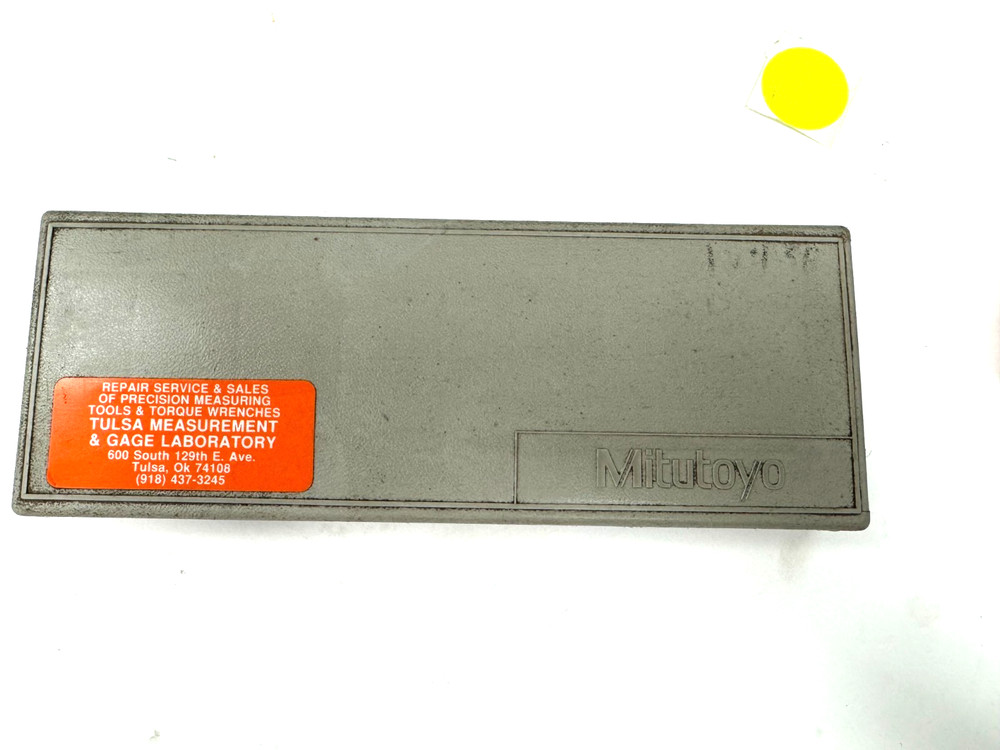 REPAIR SERVICE & SALES
OF PRECISION MEASURING
TOOLS & TORQUE WRENCHES
TULSA MEASUREMENT
& GAGE LABORATORY
600 South 129th E. Ave.
Tulsa, Ok 74108
(918) 437-3245
Mitutoyo